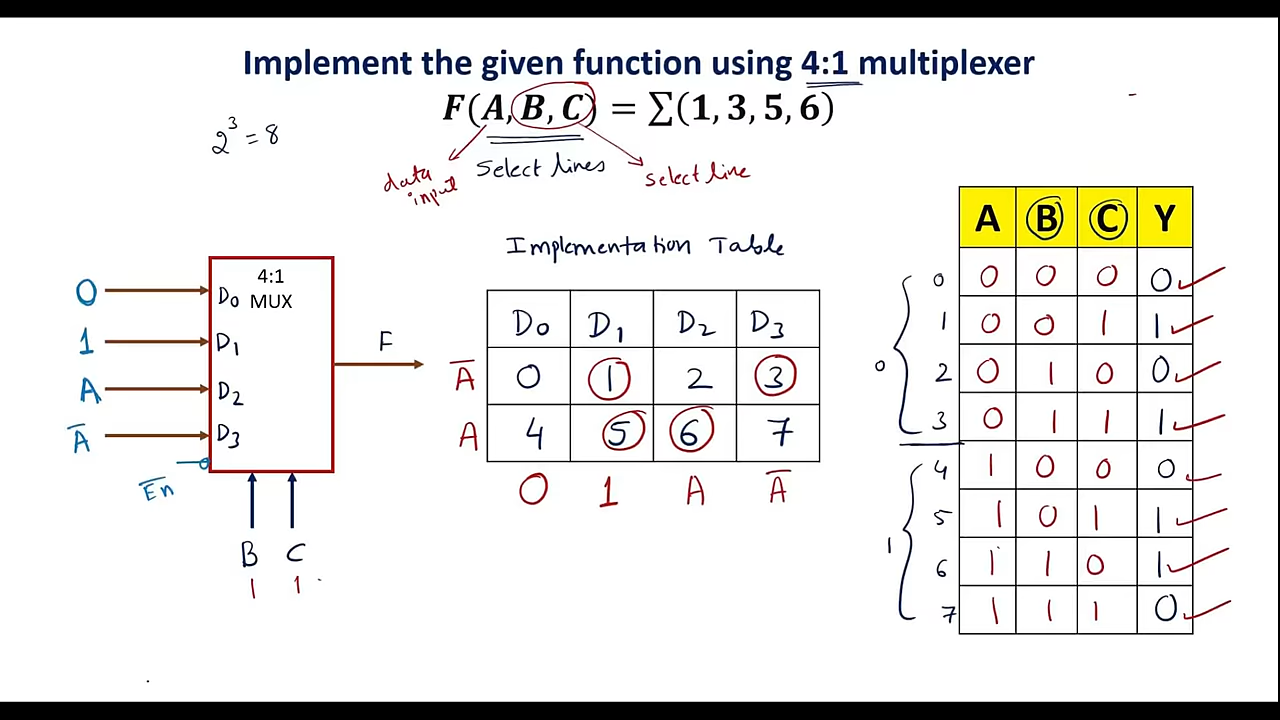 Implement the given function using 4:1 multiplexer
F(A,B,C) = ∑(1,3,5,6)
2³ = 8
data input
Select lines
select line
Implementation Table
4:1
MUX
0 D0
1 D1
A D2
A̅ D3
E̅n̅
F
B C
1 1
D0 D1 D2 D3
A̅ 0 1 2 3
A 4 5 6 7
0 1 A A̅
A B C Y
0 0 0 0 0
1 0 0 1 1
2 0 1 0 0
3 0 1 1 1
4 1 0 0 0
5 1 0 1 1
6 1 1 0 1
7 1 1 1 0
0
1